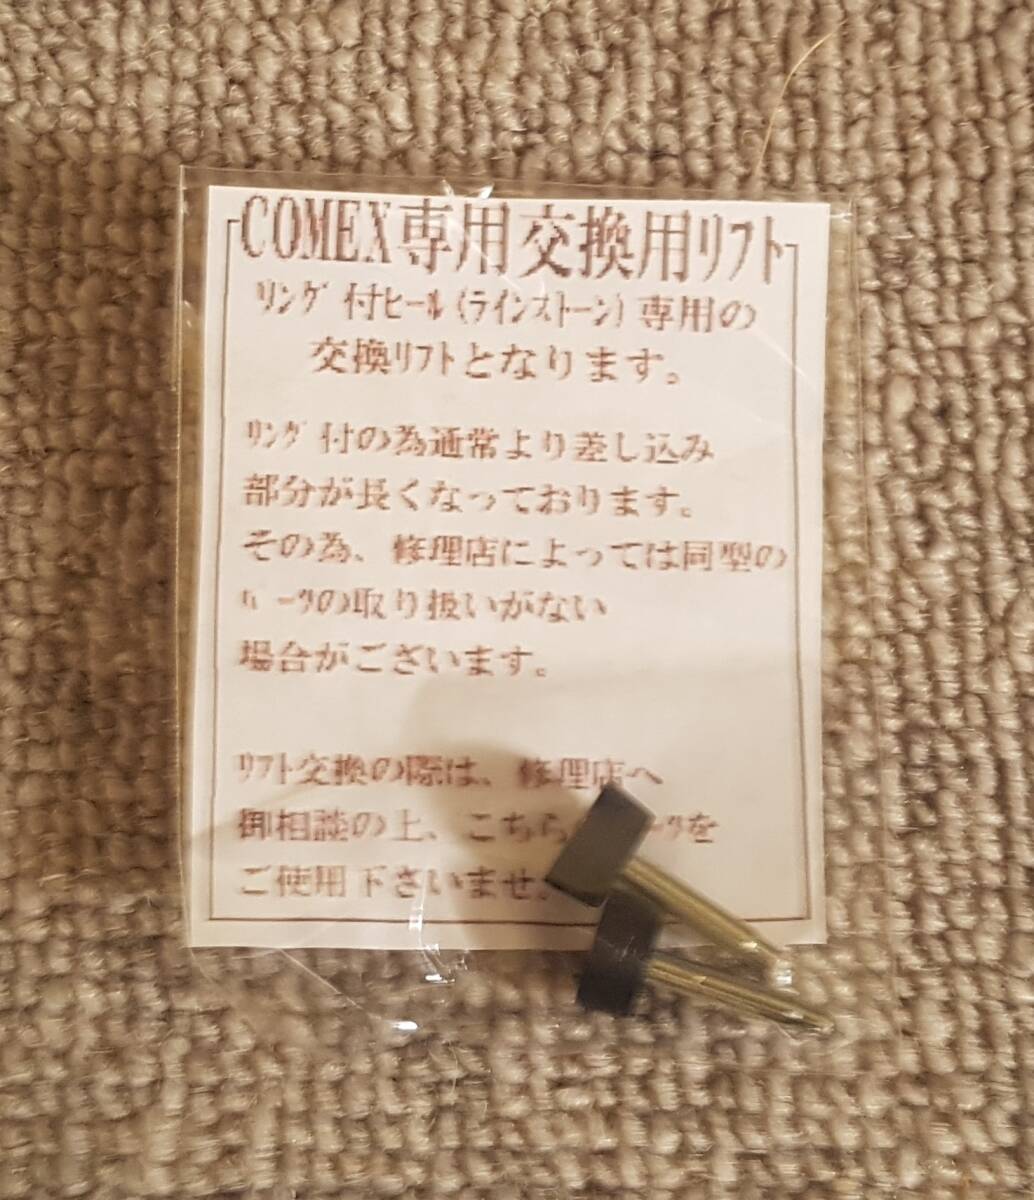 COMEX専用交換用ﾘﾌﾄ
ﾘﾝｸﾞ付ﾋｰﾙ(ﾗｲﾝｽﾄｰﾝ)専用の
交換ﾘﾌﾄとなります。
ﾘﾝｸﾞ付の為通常より差し込み
部分が長くなっております。
その為、修理店によっては同型の
ﾊﾟｰﾂの取り扱いがない
場合がございます。
ﾘﾌﾄ交換の際は、修理店へ
御相談の上、こちら ﾂを
ご使用下さいませ。